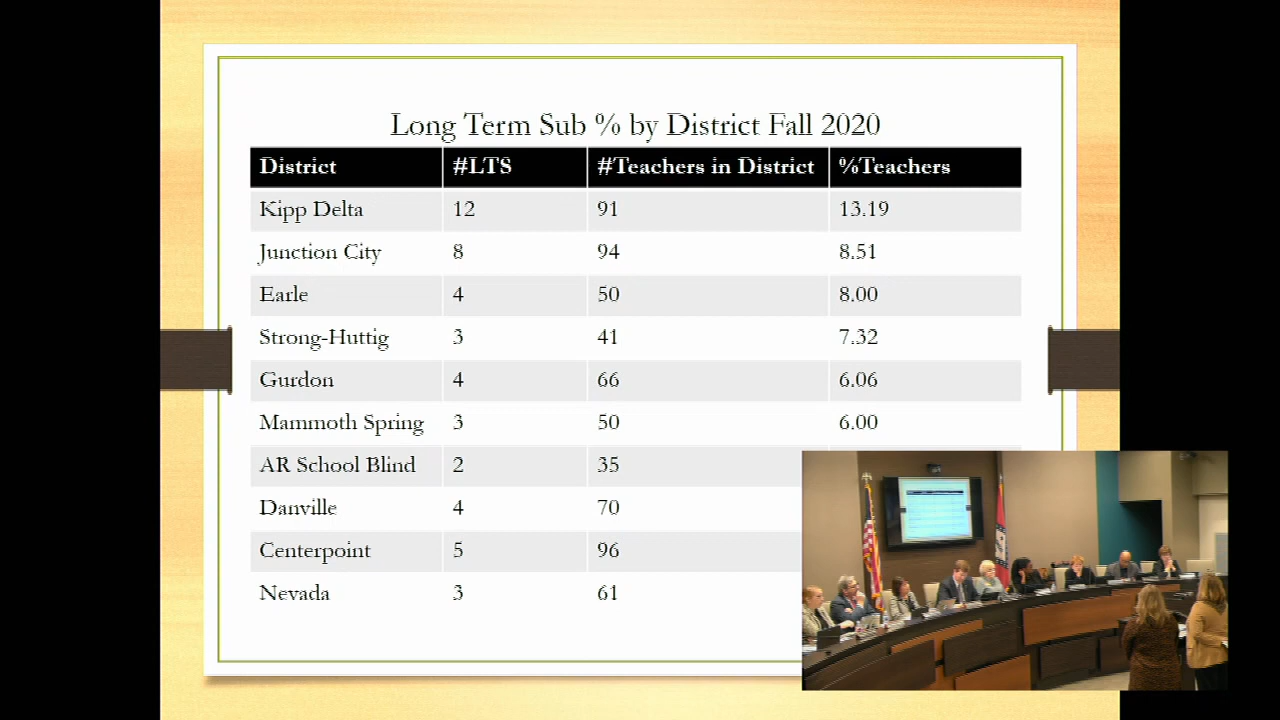 Long Term Sub % by District Fall 2020
District #LTS #Teachers in District %Teachers
Kipp Delta 12 91 13.19
Junction City 8 94 8.51
Earle 4 50 8.00
Strong-Huttig 3 41 7.32
Gurdon 4 66 6.06
Mammoth Spring 3 50 6.00
AR School Blind 2 35
Danville 4 70
Centerpoint 5 96
Nevada 3 61